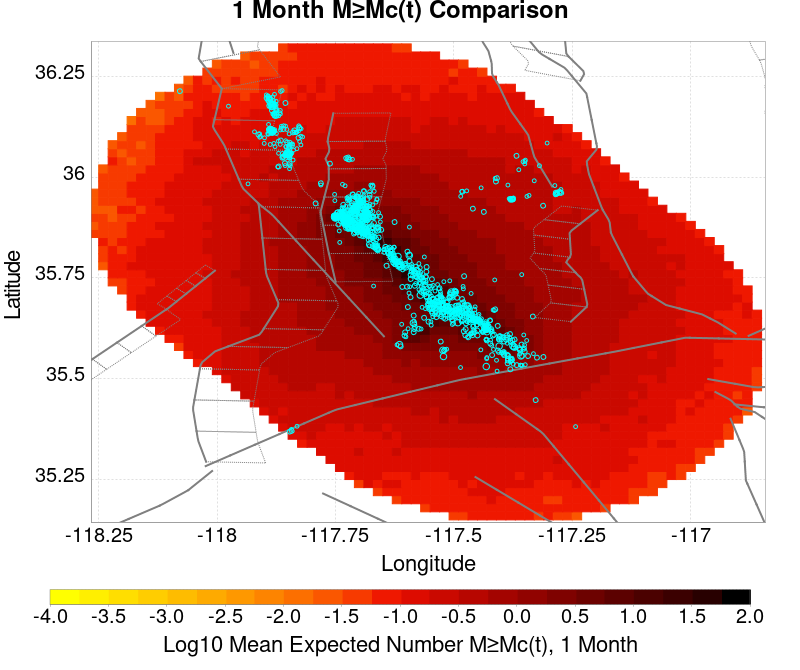 1 Month M≥Mc(t) Comparison
36.25
36
35.75
35.5
35.25
Latitude
-118.25 -118 -117.75 -117.5 -117.25 -117
Longitude
-4.0 -3.5 -3.0 -2.5 -2.0 -1.5 -1.0 -0.5 0.0 0.5 1.0 1.5 2.0
Log10 Mean Expected Number M≥Mc(t), 1 Month